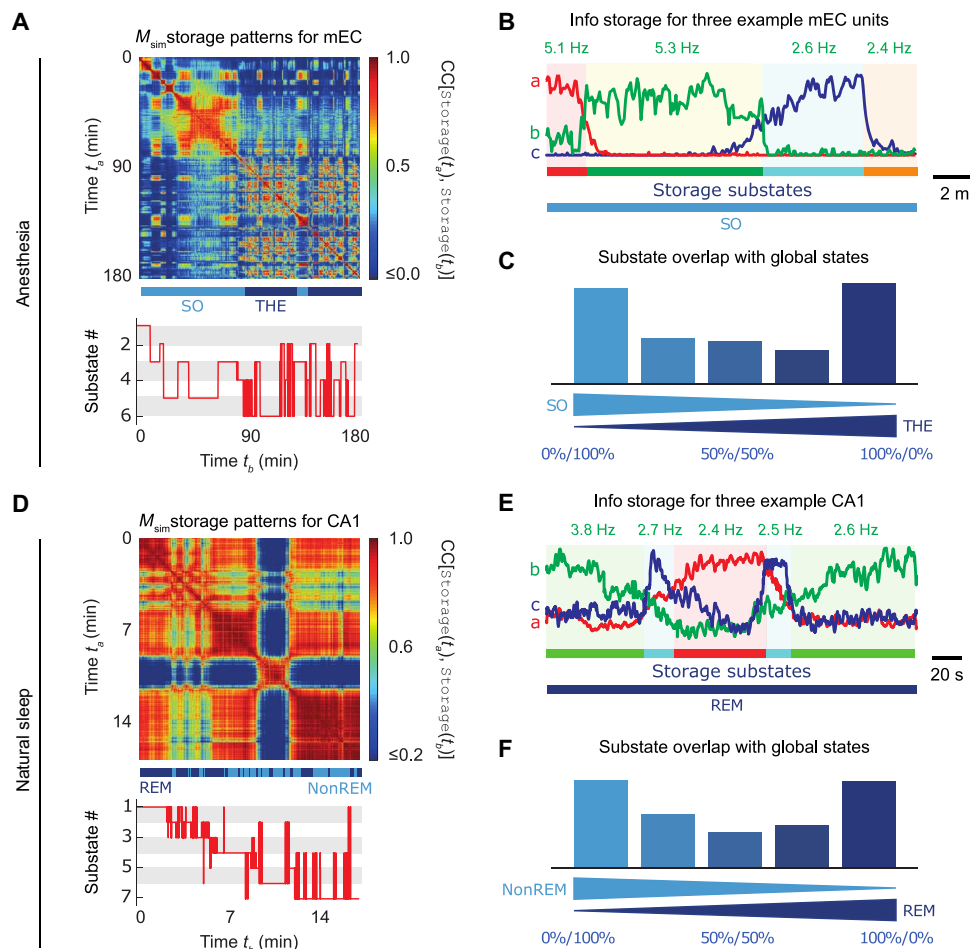 A
Anesthesia
M_sim storage patterns for mEC
0
90
180
Time t_a (min)
1.0
0.5
≤0.0
CC[Storage(t_a), Storage(t_b)]
SO
THE
Substate #
2
4
6
0
90
180
Time t_b (min)
B
Info storage for three example mEC units
5.1 Hz
5.3 Hz
2.6 Hz
2.4 Hz
a
b
c
Storage substates
SO
2 m
C
Substate overlap with global states
SO
THE
0%/100%
50%/50%
100%/0%
D
Natural sleep
M_sim storage patterns for CA1
0
7
14
Time t_a (min)
1.0
0.6
≤0.2
CC[Storage(t_a), Storage(t_b)]
REM
NonREM
Substate #
1
3
5
7
0
7
14
Time t_b (min)
E
Info storage for three example CA1
3.8 Hz
2.7 Hz
2.4 Hz
2.5 Hz
2.6 Hz
b
c
a
Storage substates
REM
20 s
F
Substate overlap with global states
NonREM
REM
0%/100%
50%/50%
100%/0%